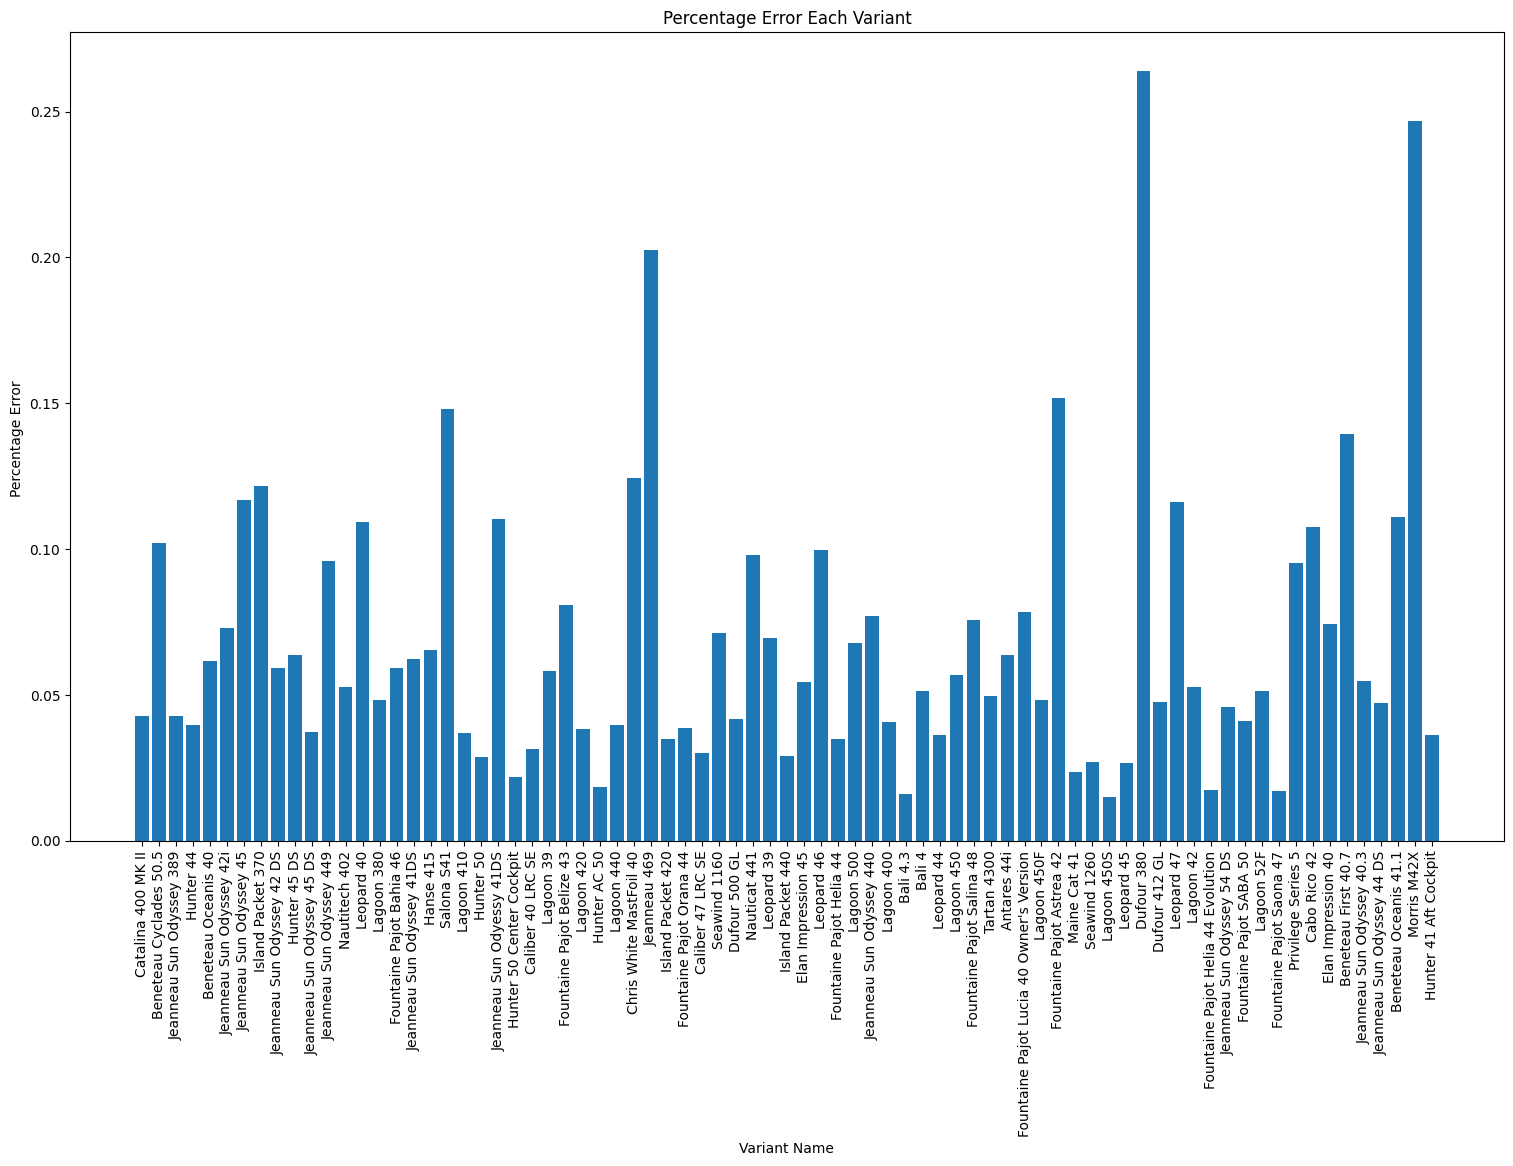 Percentage Error Each Variant
Percentage Error
0.25
0.20
0.15
0.10
0.05
0.00
Catalina 400 MK II
Beneteau Cyclades 50.5
Jeanneau Sun Odyssey 389
Hunter 44
Beneteau Oceanis 40
Jeanneau Sun Odyssey 42i
Jeanneau Sun Odyssey 45
Island Packet 370
Jeanneau Sun Odyssey 42 DS
Hunter 45 DS
Jeanneau Sun Odyssey 45 DS
Jeanneau Sun Odyssey 449
Nautitech 402
Leopard 40
Lagoon 380
Fountaine Pajot Bahia 46
Jeanneau Sun Odyssey 41DS
Hanse 415
Salona S41
Lagoon 410
Hunter 50
Jeanneau Sun Odyessy 41DS
Hunter 50 Center Cockpit
Caliber 40 LRC SE
Lagoon 39
Fountaine Pajot Belize 43
Lagoon 420
Hunter AC 50
Lagoon 440
Chris White MastFoil 40
Jeanneau 469
Island Packet 420
Fountaine Pajot Orana 44
Caliber 47 LRC SE
Seawind 1160
Dufour 500 GL
Nauticat 441
Leopard 39
Island Packet 440
Elan Impression 45
Leopard 46
Fountaine Pajot Helia 44
Lagoon 500
Jeanneau Sun Odyssey 440
Lagoon 400
Bali 4.3
Bali 4
Leopard 44
Lagoon 450
Fountaine Pajot Salina 48
Tartan 4300
Antares 44i
Fountaine Pajot Lucia 40 Owner's Version
Lagoon 450F
Fountaine Pajot Astrea 42
Maine Cat 41
Seawind 1260
Lagoon 450S
Leopard 45
Dufour 380
Dufour 412 GL
Leopard 47
Lagoon 42
Fountaine Pajot Helia 44 Evolution
Jeanneau Sun Odyssey 54 DS
Fountaine Pajot SABA 50
Lagoon 52F
Fountaine Pajot Saona 47
Privilege Series 5
Cabo Rico 42
Elan Impression 40
Beneteau First 40.7
Jeanneau Sun Odyssey 40.3
Jeanneau Sun Odyssey 44 DS
Beneteau Oceanis 41.1
Morris M42X
Hunter 41 Aft Cockpit
Variant Name